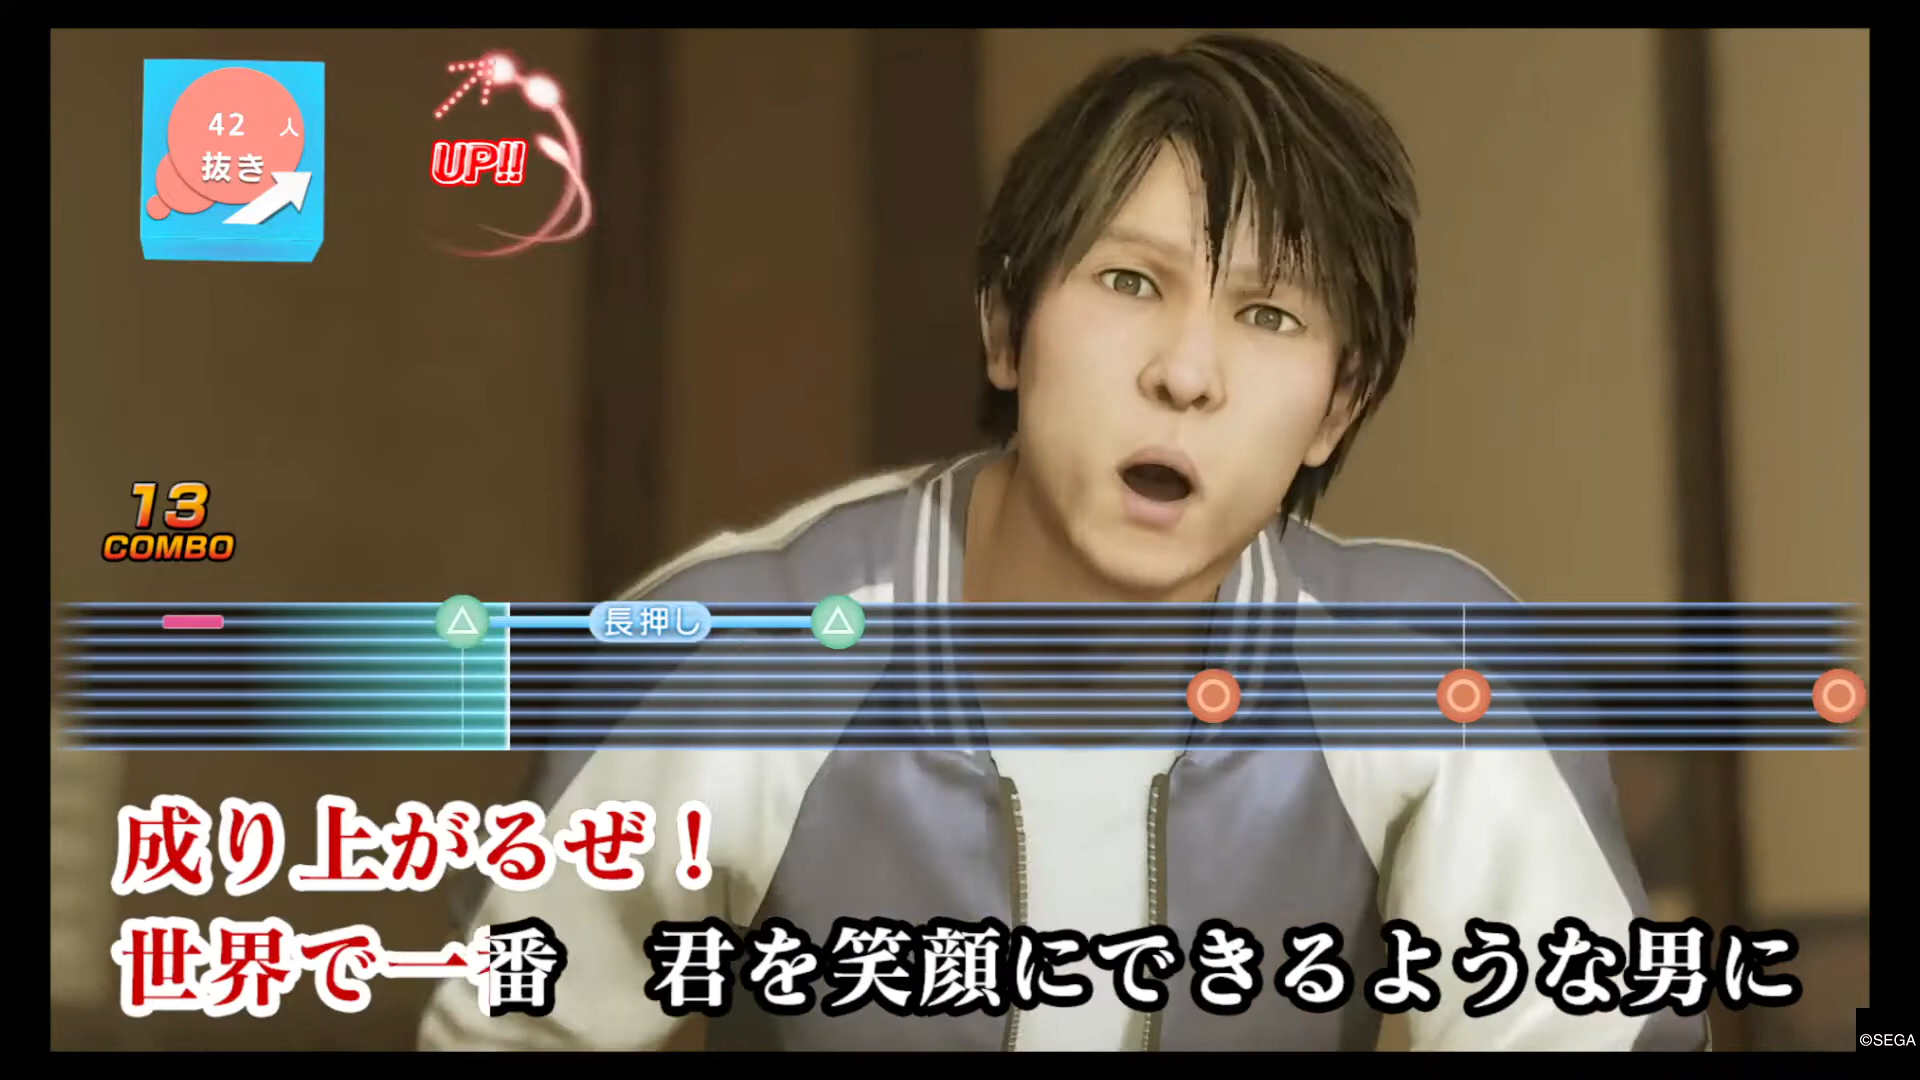 42 人
抜き
UP!!
13
COMBO
長押し
成り上がるぜ！
世界で一番　君を笑顔にできるような男に
©SEGA